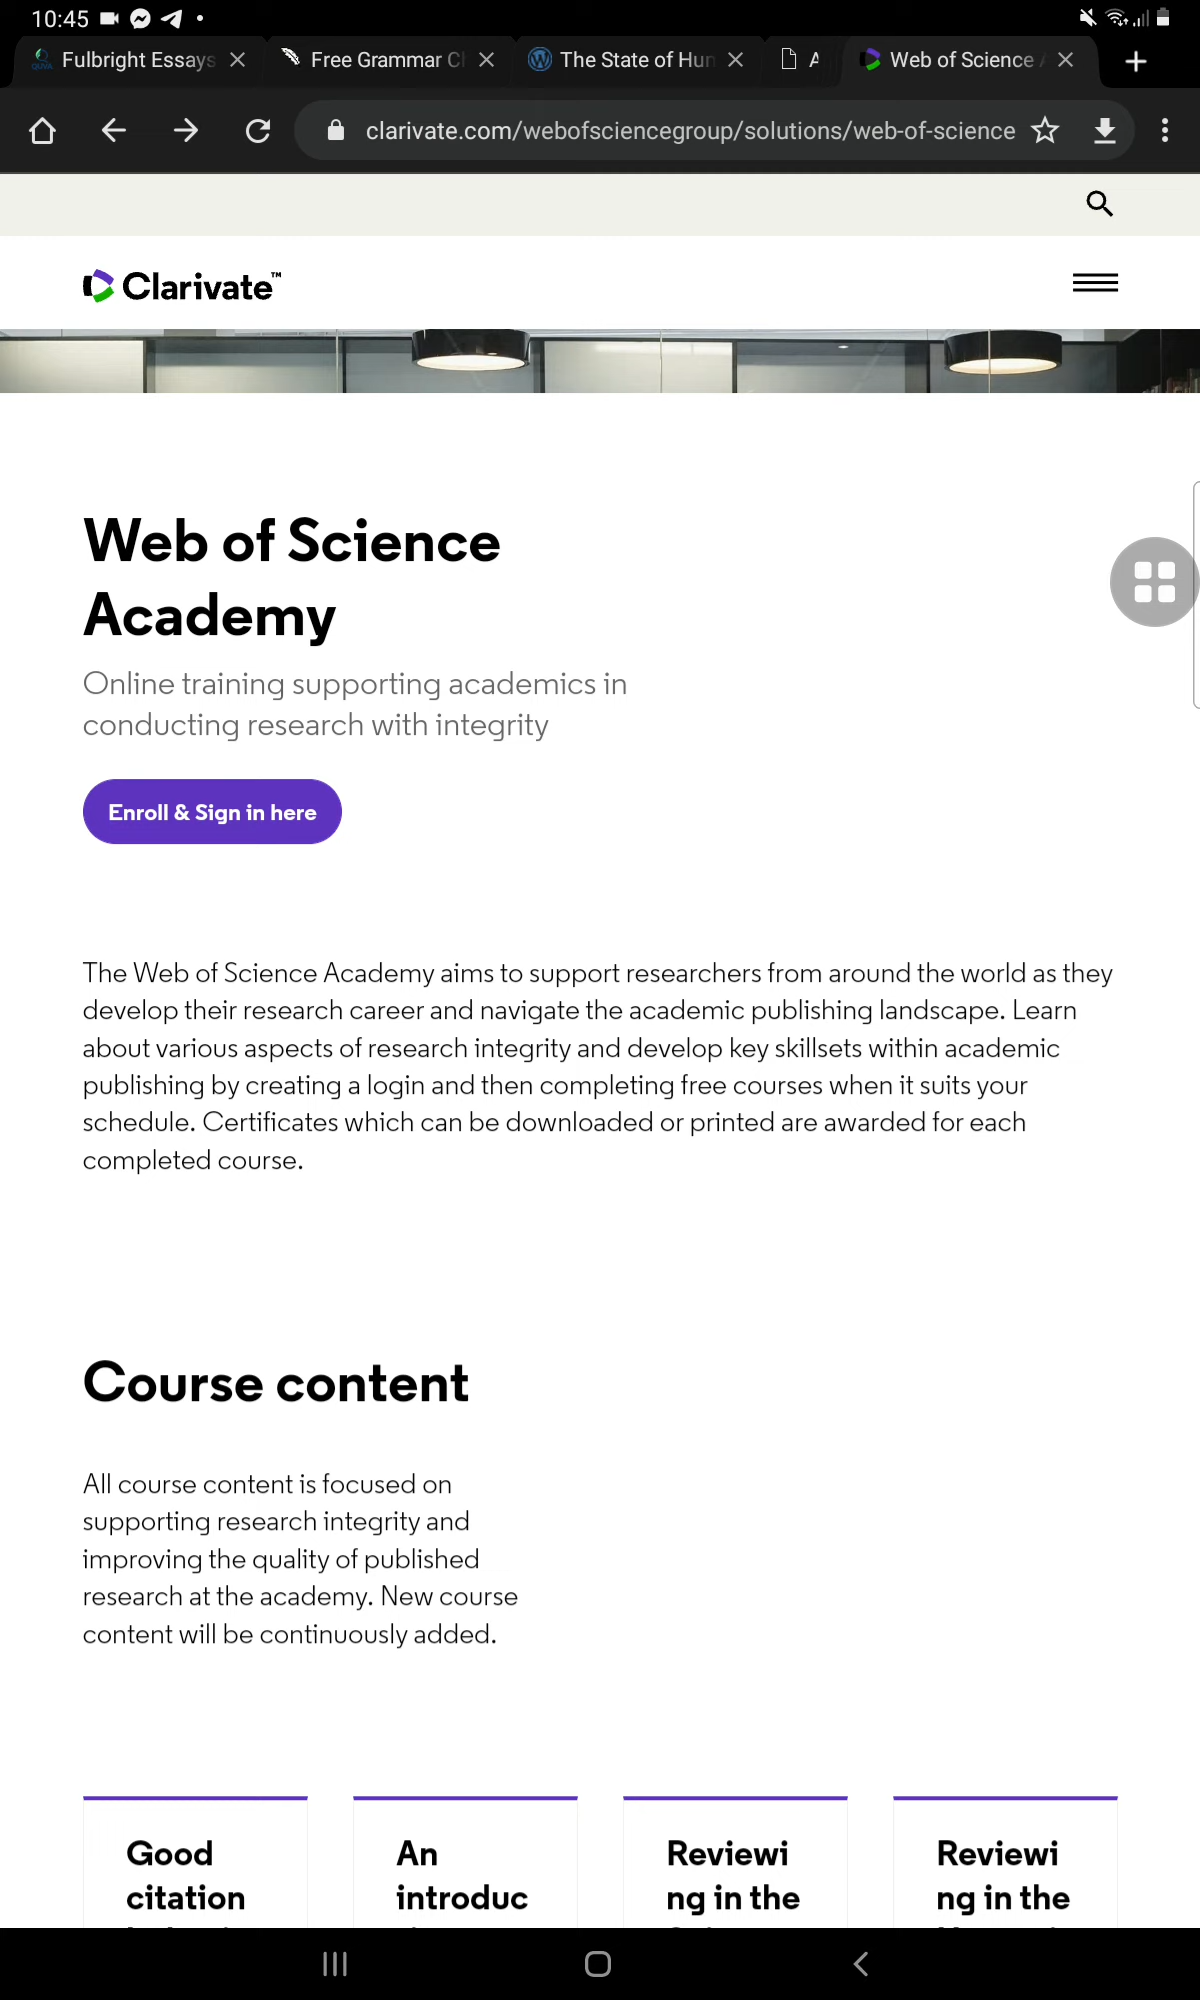 10:45
Fulbright Essays
Free Grammar Cl
The State of Hun
A
Web of Science A
clarivate.com/webofsciencegroup/solutions/web-of-science
Clarivate™
Web of Science
Academy
Online training supporting academics in
conducting research with integrity
Enroll & Sign in here
The Web of Science Academy aims to support researchers from around the world as they
develop their research career and navigate the academic publishing landscape. Learn
about various aspects of research integrity and develop key skillsets within academic
publishing by creating a login and then completing free courses when it suits your
schedule. Certificates which can be downloaded or printed are awarded for each
completed course.
Course content
All course content is focused on
supporting research integrity and
improving the quality of published
research at the academy. New course
content will be continuously added.
Good
citation
An
introduc
Reviewi
ng in the
Reviewi
ng in the